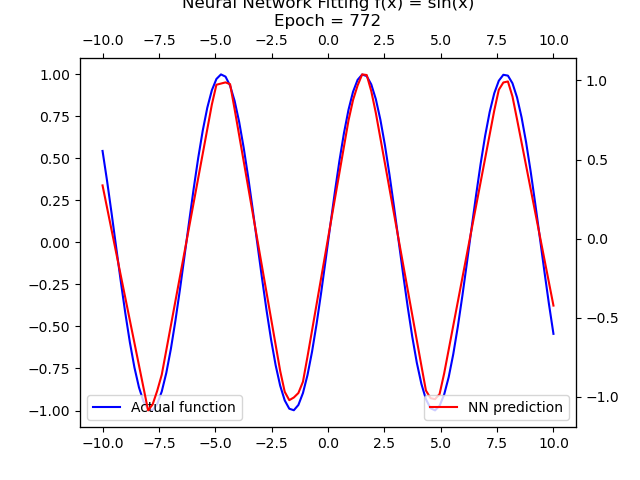 Neural Network Fitting f(x) = sin(x)
Epoch = 772
−10.0 −7.5 −5.0 −2.5 0.0 2.5 5.0 7.5 10.0
1.00
0.75
0.50
0.25
0.00
−0.25
−0.50
−0.75
−1.00
1.0
0.5
0.0
−0.5
−1.0
Actual function
NN prediction
−10.0 −7.5 −5.0 −2.5 0.0 2.5 5.0 7.5 10.0